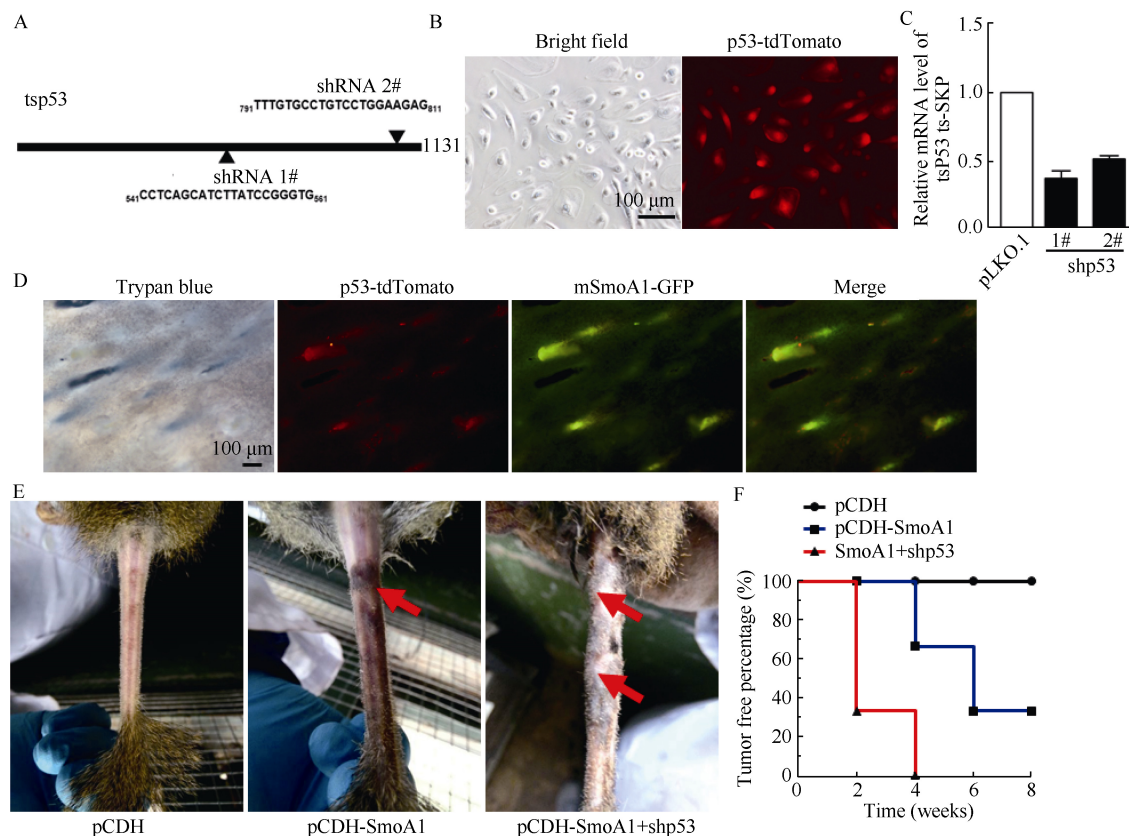 A
tsp53
shRNA 2#
791TTTGTGCCTGTCCTGGAAGAG811
1131
shRNA 1#
541CCTCAGCATCTTATCCGGGTG561
B
Bright field
p53-tdTomato
100 μm
C
Relative mRNA level of
tsP53 ts-SKP
1.5
1.0
0.5
0.0
pLKO.1
1#
2#
shp53
D
Trypan blue
p53-tdTomato
mSmoA1-GFP
Merge
100 μm
E
pCDH
pCDH-SmoA1
pCDH-SmoA1+shp53
F
pCDH
pCDH-SmoA1
SmoA1+shp53
Tumor free percentage (%)
100
80
60
40
20
0
0
2
4
6
8
Time (weeks)